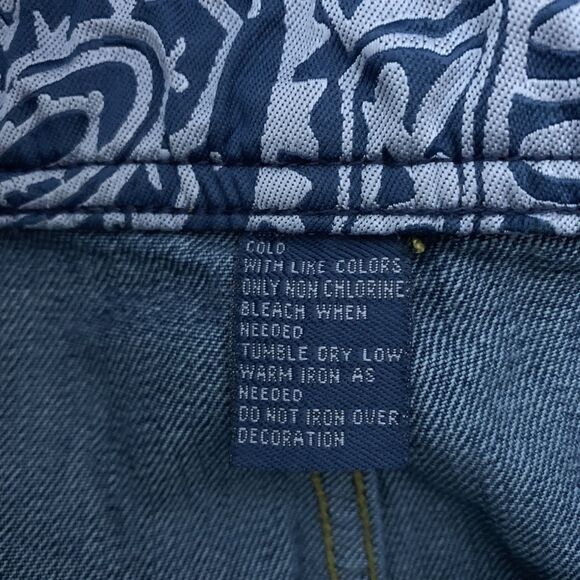 COLD
WITH LIKE COLORS
ONLY NON CHLORINE
BLEACH WHEN
NEEDED
TUMBLE DRY LOW
WARM IRON AS
NEEDED
DO NOT IRON OVER
DECORATION